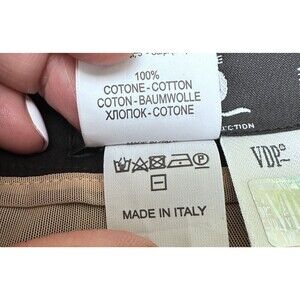 100%
COTONE - COTTON
COTON - BAUMWOLLE
ХЛОПОК - COTONE
MADE IN ITALY
VDP